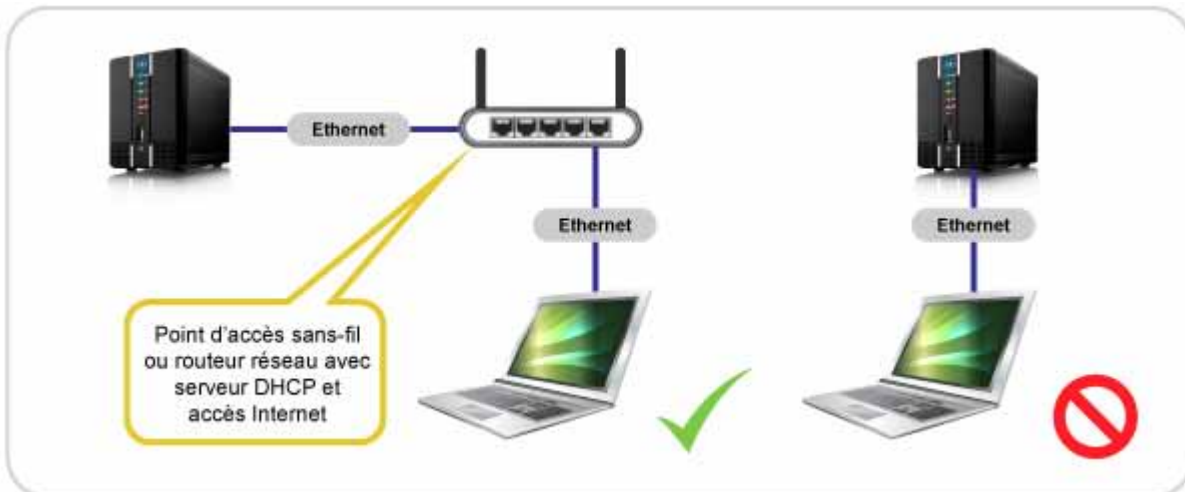 Ethernet
Ethernet
Ethernet
Point d'accès sans-fil
ou routeur réseau avec
serveur DHCP et
accès Internet